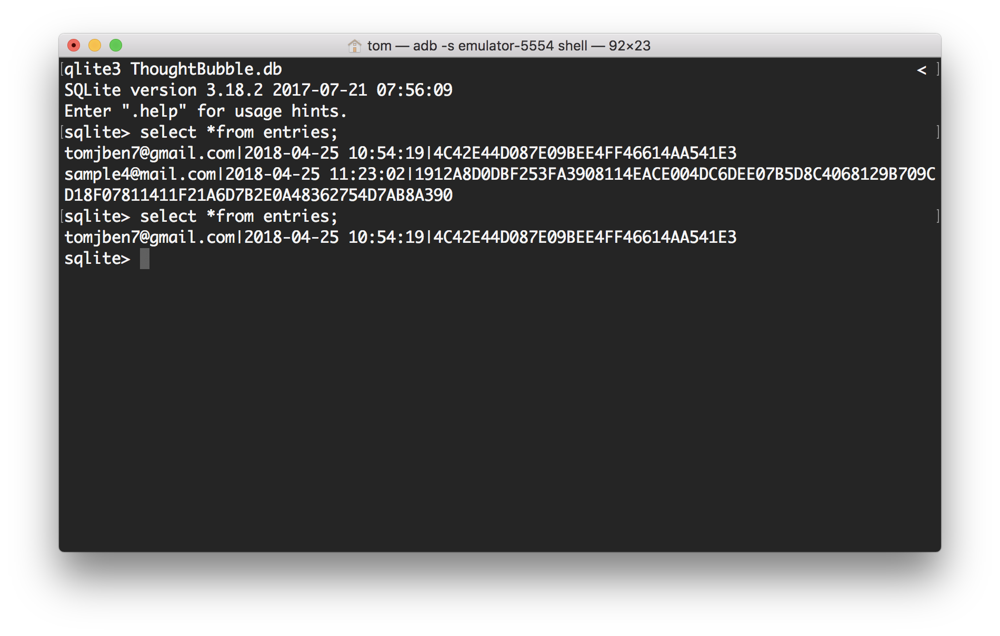 tom — adb -s emulator-5554 shell — 92×23
[qlite3 ThoughtBubble.db < ]
SQLite version 3.18.2 2017-07-21 07:56:09
Enter ".help" for usage hints.
[sqlite> select *from entries; ]
tomjben7@gmail.com|2018-04-25 10:54:19|4C42E44D087E09BEE4FF46614AA541E3
sample4@mail.com|2018-04-25 11:23:02|1912A8D0DBF253FA3908114EACE004DC6DEE07B5D8C4068129B709C
D18F07811411F21A6D7B2E0A48362754D7AB8A390
[sqlite> select *from entries; ]
tomjben7@gmail.com|2018-04-25 10:54:19|4C42E44D087E09BEE4FF46614AA541E3
sqlite>